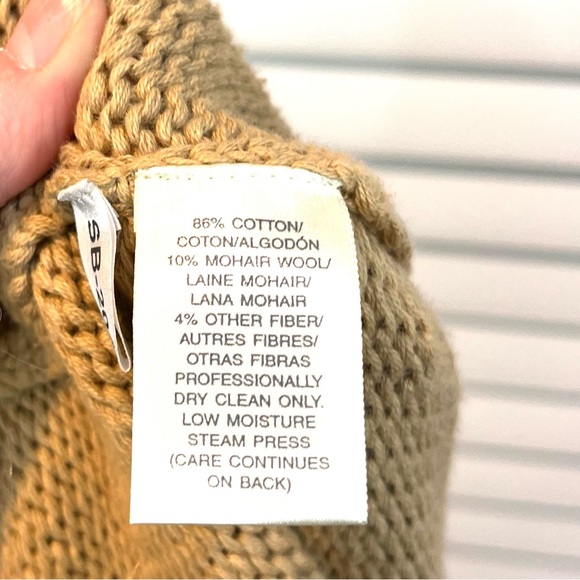 86% COTTON/
COTON/ALGODÓN
10% MOHAIR WOOL/
LAINE MOHAIR/
LANA MOHAIR
4% OTHER FIBER/
AUTRES FIBRES/
OTRAS FIBRAS
PROFESSIONALLY
DRY CLEAN ONLY.
LOW MOISTURE
STEAM PRESS
(CARE CONTINUES
ON BACK)